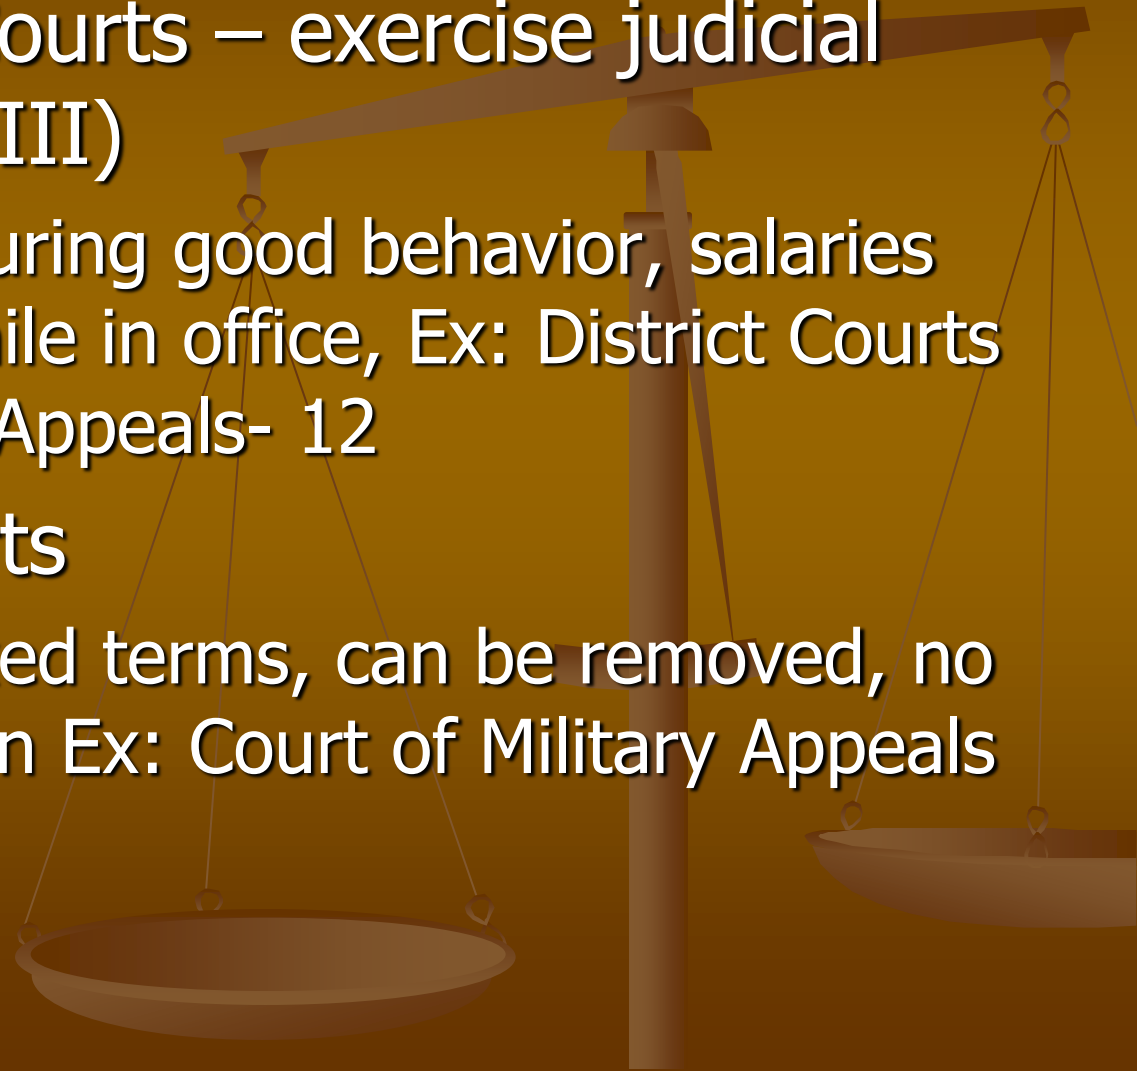 ourts – exercise judicial
III)
uring good behavior, salaries
ile in office, Ex: District Courts
Appeals- 12
ts
ed terms, can be removed, no
n Ex: Court of Military Appeals